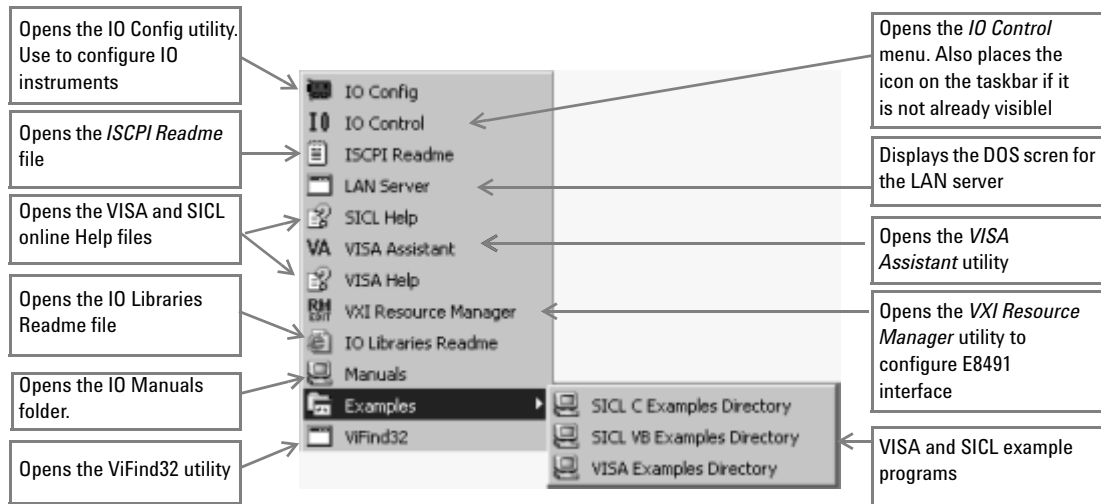 Opens the IO Config utility.
Use to configure IO
instruments
Opens the ISCPI Readme
file
Opens the VISA and SICL
online Help files
Opens the IO Libraries
Readme file
Opens the IO Manuals
folder.
Opens the ViFind32 utility
IO Config
IO Control
ISCPI Readme
LAN Server
SICL Help
VA VISA Assistant
VISA Help
RM EDIT VXI Resource Manager
IO Libraries Readme
Manuals
Examples
ViFind32
SICL C Examples Directory
SICL VB Examples Directory
VISA Examples Directory
Opens the IO Control
menu. Also places the
icon on the taskbar if it
is not already visiblel
Displays the DOS scren for
the LAN server
Opens the VISA
Assistant utility
Opens the VXI Resource
Manager utility to
configure E8491
interface
VISA and SICL example
programs